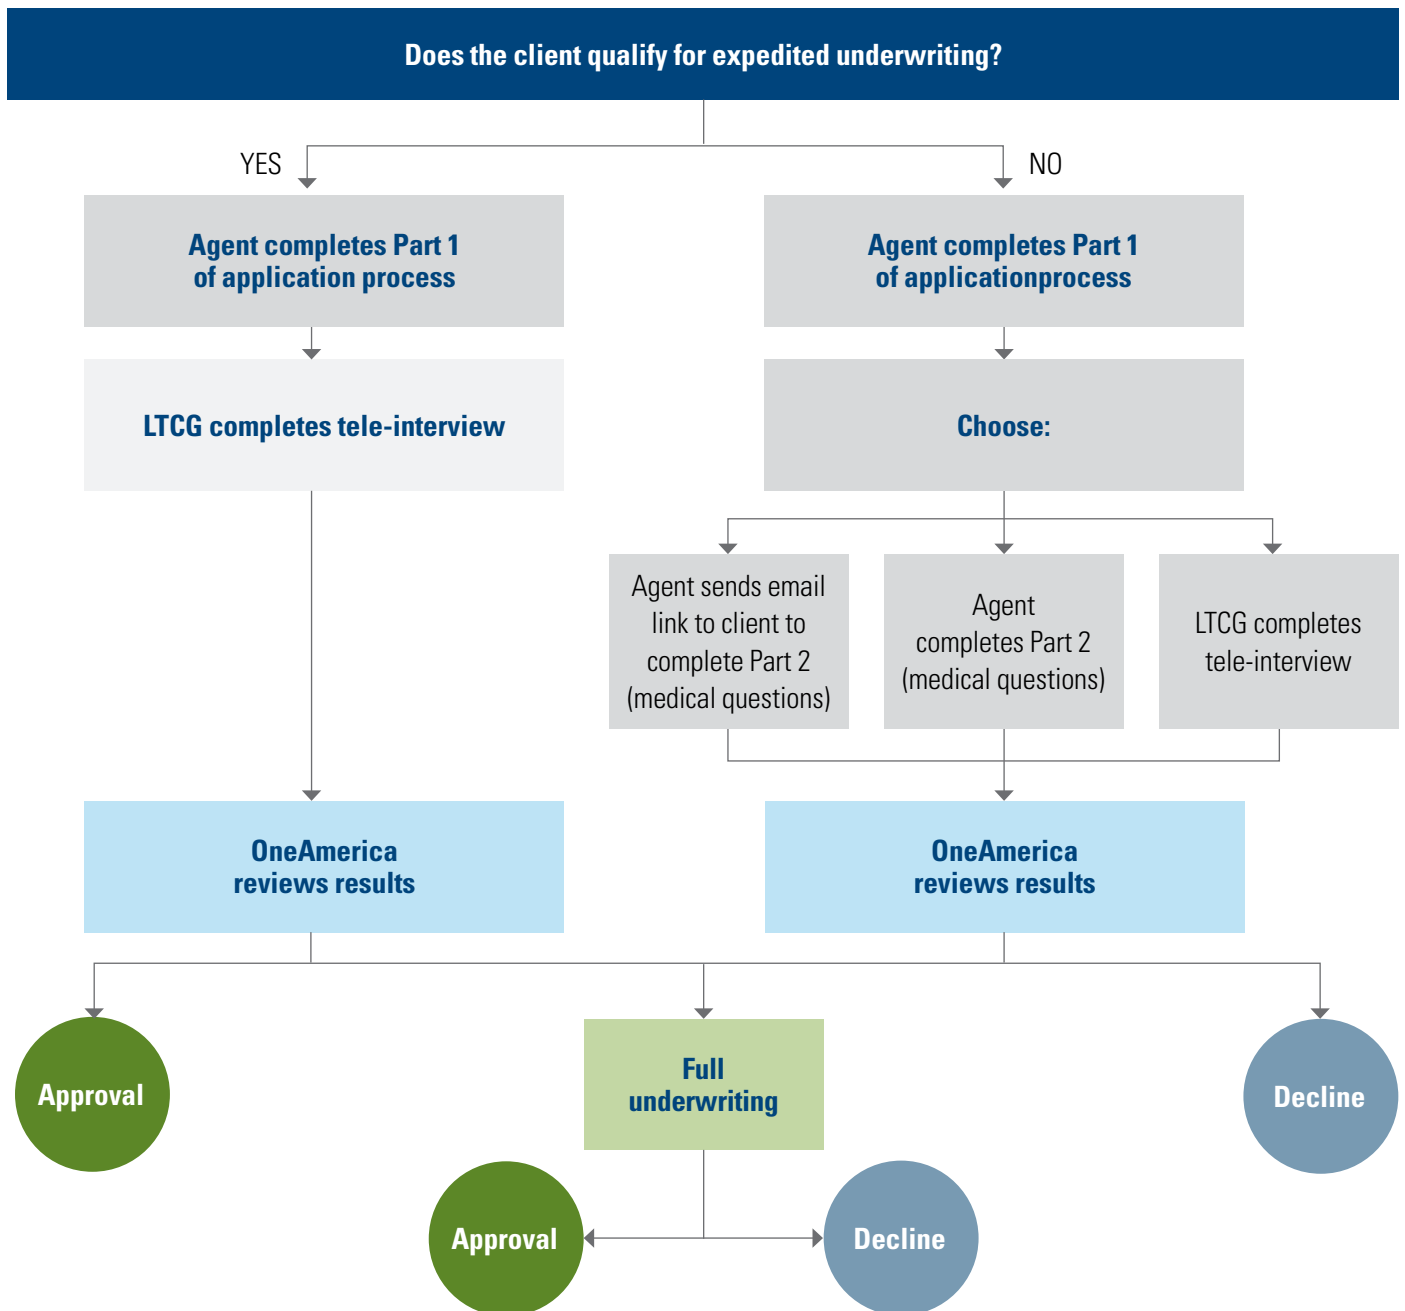 Does the client qualify for expedited underwriting?
YES
NO
Agent completes Part 1
of application process
Agent completes Part 1
of applicationprocess
LTCG completes tele-interview
Choose:
Agent sends email
link to client to
complete Part 2
(medical questions)
Agent
completes Part 2
(medical questions)
LTCG completes
tele-interview
OneAmerica
reviews results
OneAmerica
reviews results
Approval
Full
underwriting
Decline
Approval
Decline